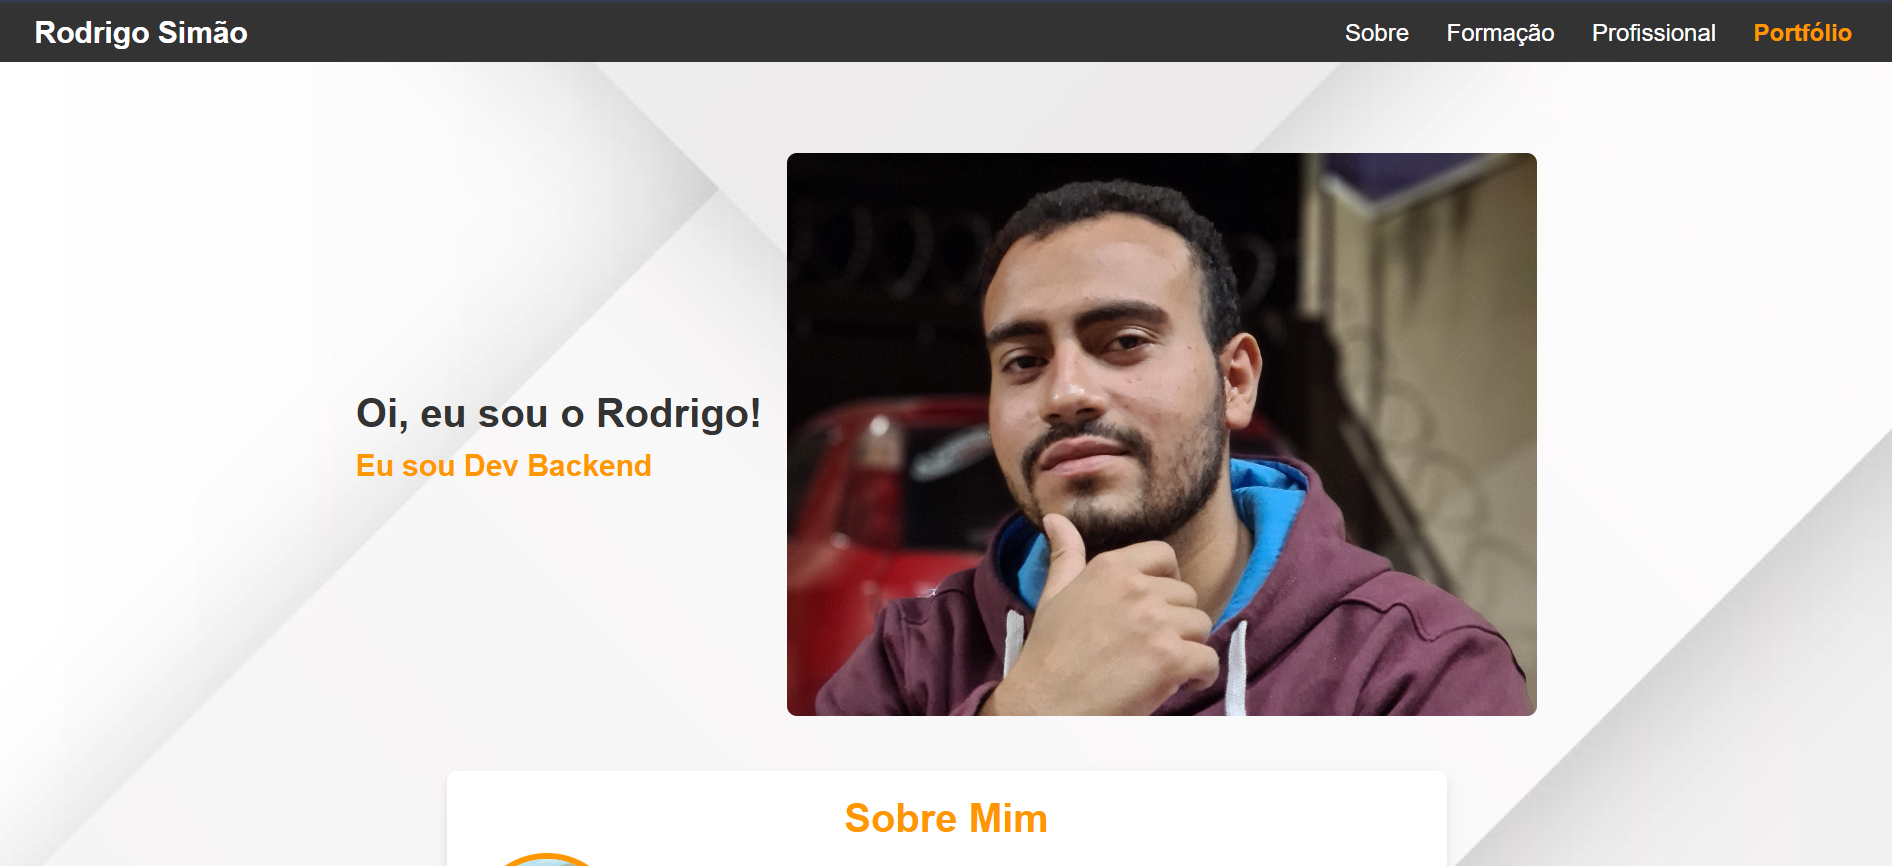 Rodrigo Simão
Sobre Formação Profissional Portfólio
Oi, eu sou o Rodrigo!
Eu sou Dev Backend
Sobre Mim